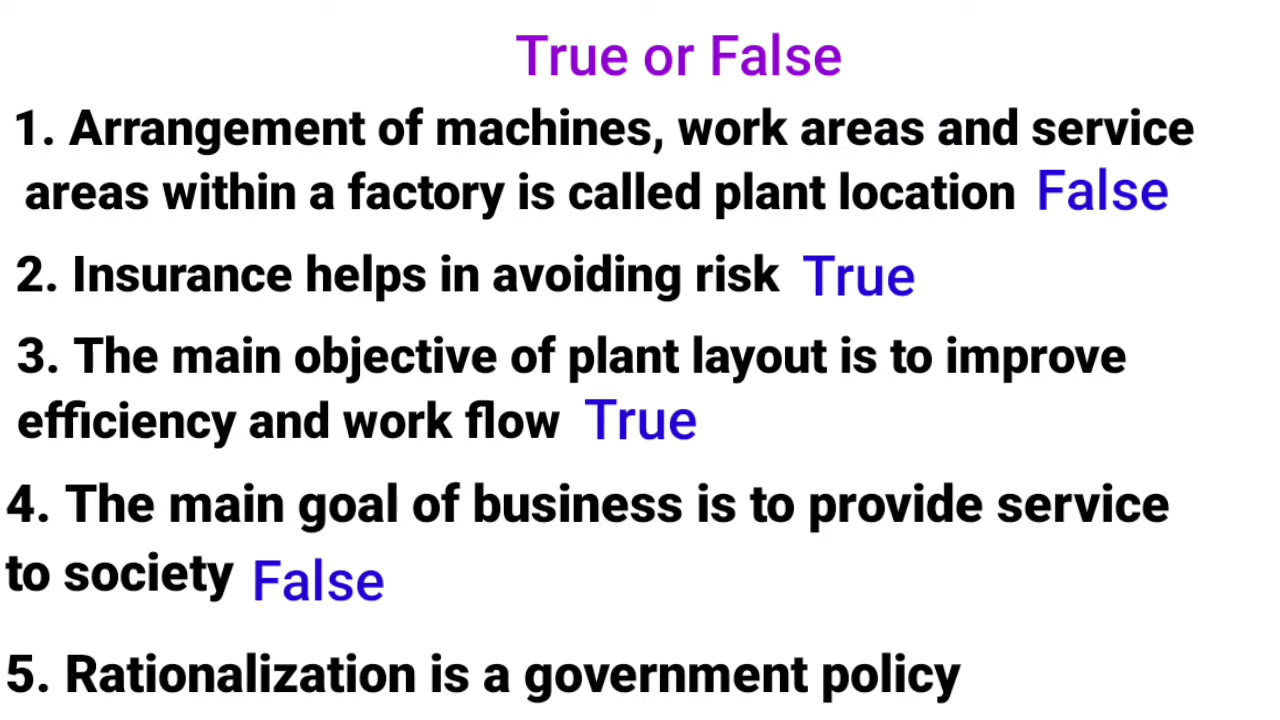 True or False
1. Arrangement of machines, work areas and service
areas within a factory is called plant location False
2. Insurance helps in avoiding risk True
3. The main objective of plant layout is to improve
efficiency and work flow True
4. The main goal of business is to provide service
to society False
5. Rationalization is a government policy